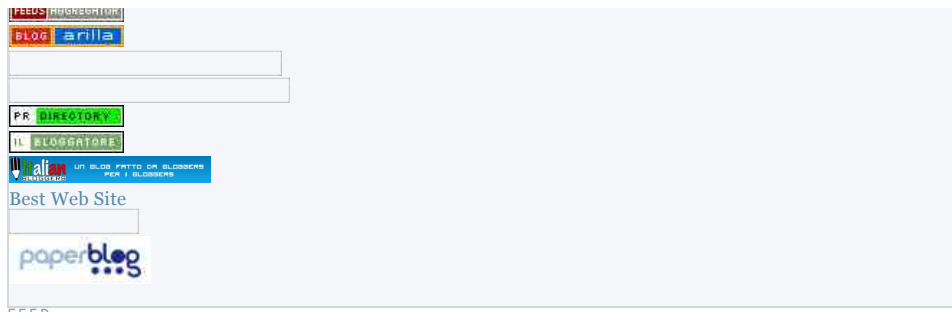 FEEDS AGGREGATOR
BLOG arilla
PR DIRECTORY
IL BLOGGATORE
italian BLOGGERS UN BLOG FATTO DA BLOGGERS
PER I BLOGGERS
Best Web Site
paperblog
FEED